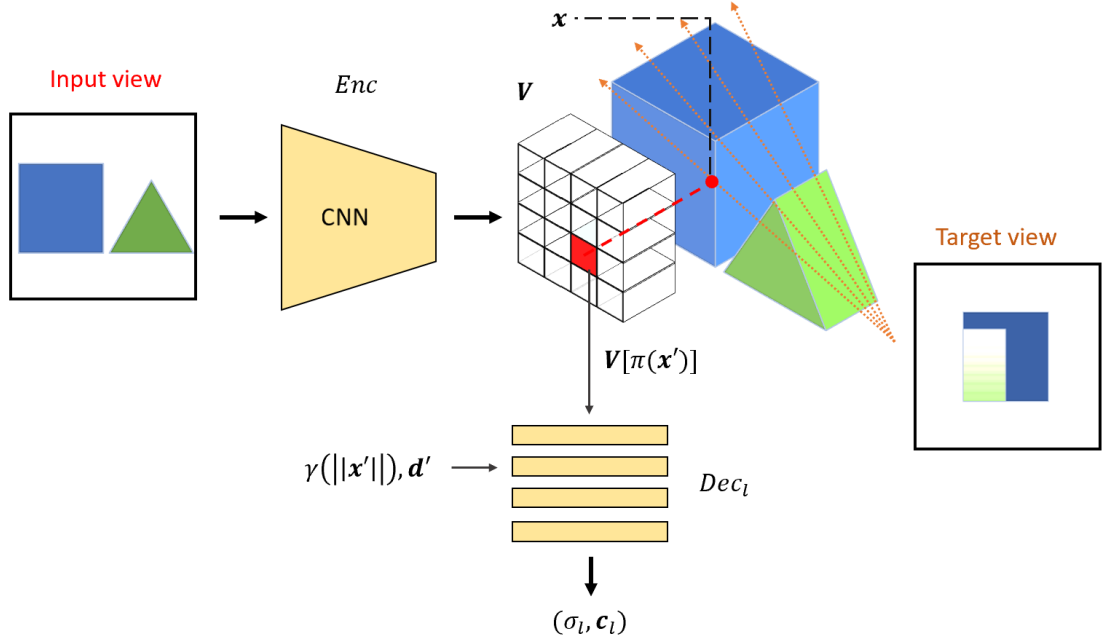 Input view
Enc
CNN
V
x
Target view
V[π(x′)]
γ(||x′||), d′
Dec_l
(σ_l, c_l)